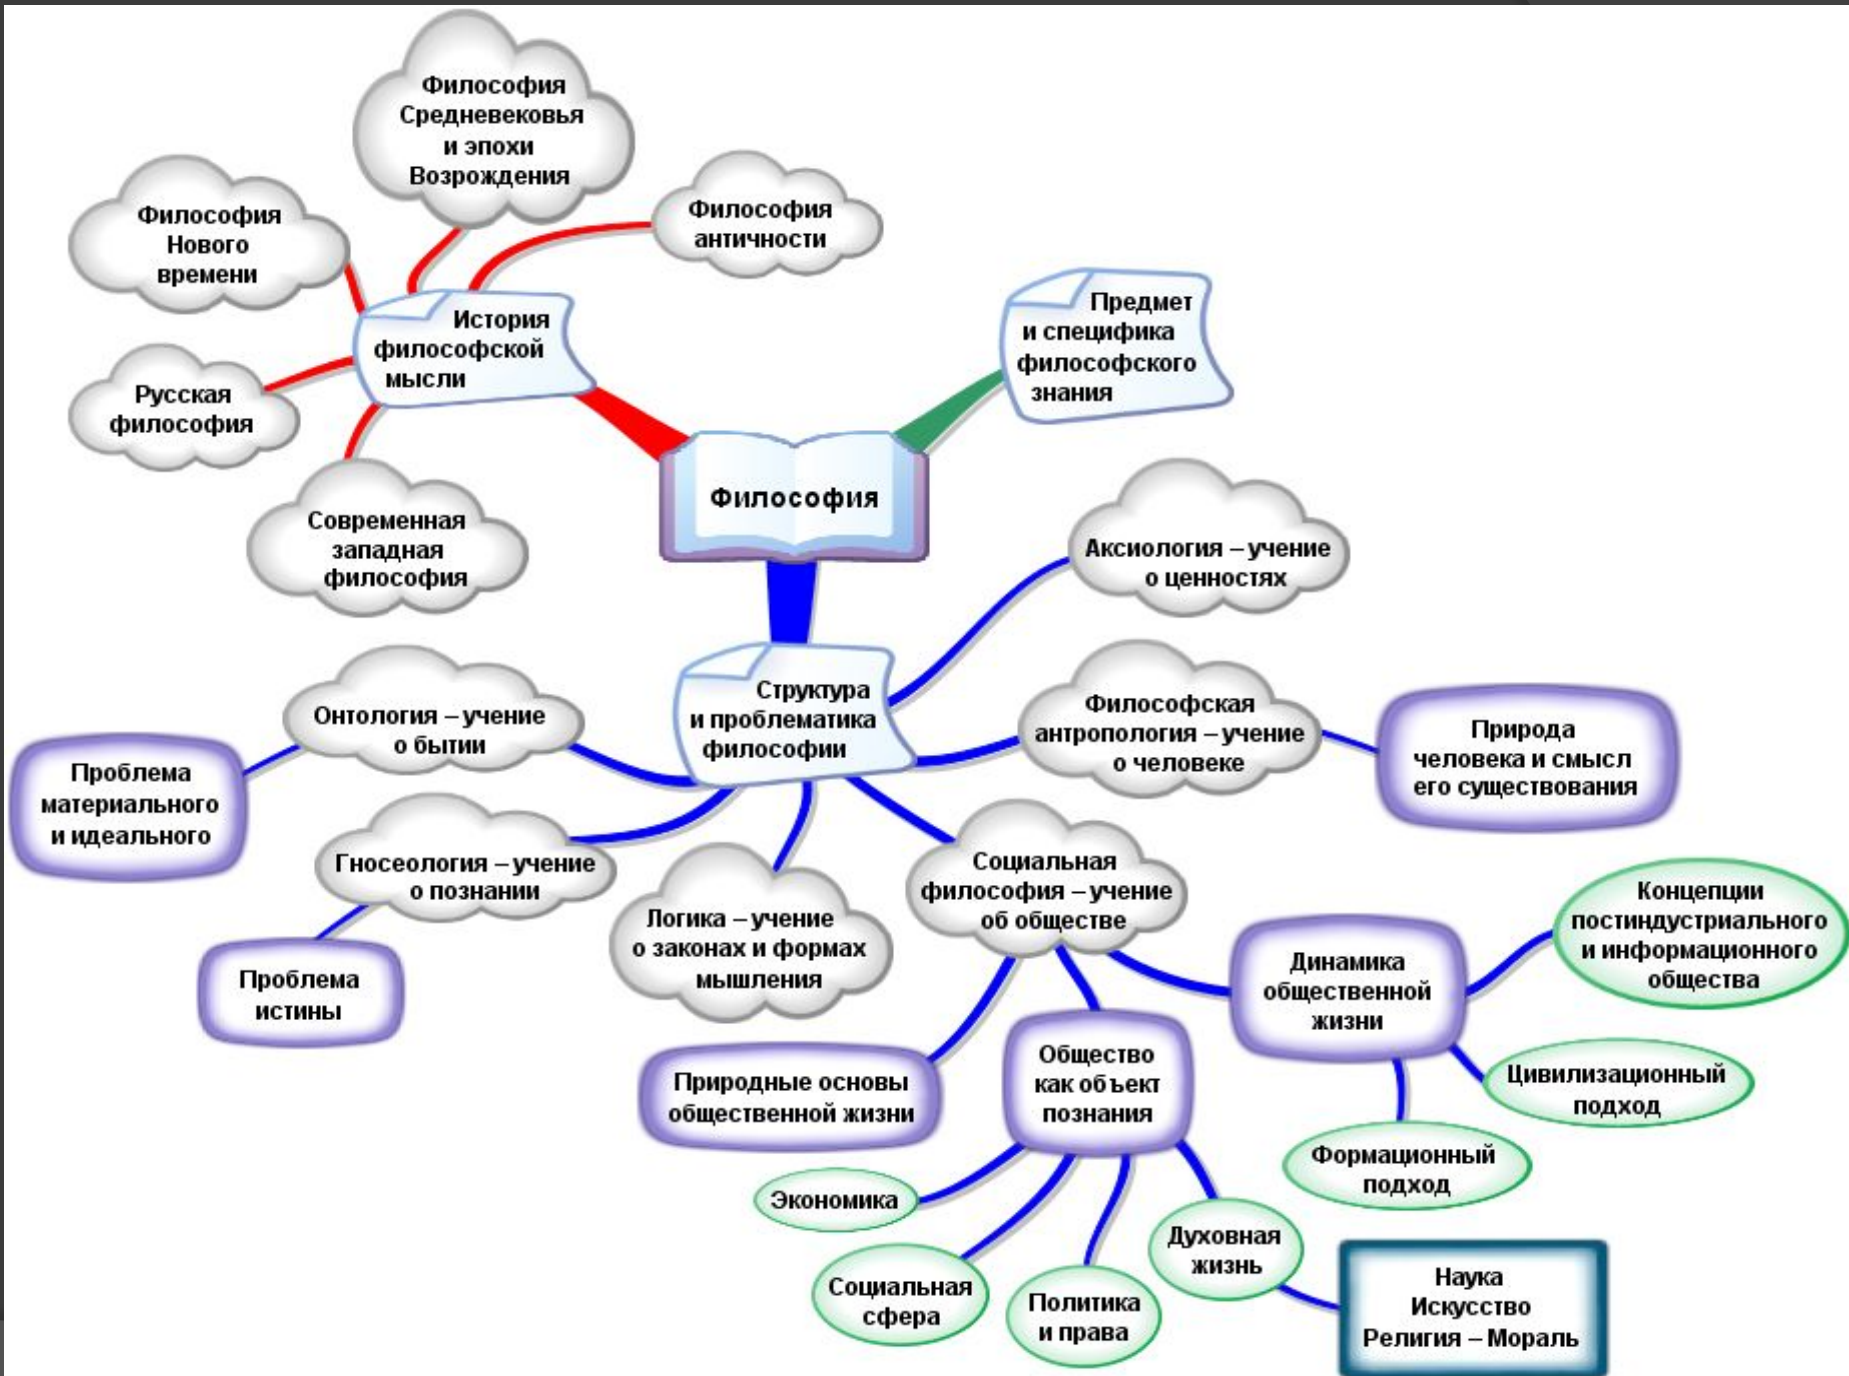 Философия
Средневековья
и эпохи
Возрождения
Философия
античности
Философия
Нового
времени
История
философской
мысли
Предмет
и специфика
философского
знания
Русская
философия
Философия
Современная
западная
философия
Аксиология – учение
о ценностях
Структура
и проблематика
философии
Онтология – учение
о бытии
Философская
антропология – учение
о человеке
Природа
человека и смысл
его существования
Проблема
материального
и идеального
Гносеология – учение
о познании
Социальная
философия – учение
об обществе
Логика – учение
о законах и формах
мышления
Концепции
постиндустриального
и информационного
общества
Проблема
истины
Динамика
общественной
жизни
Природные основы
общественной жизни
Общество
как объект
познания
Цивилизационный
подход
Формационный
подход
Экономика
Социальная
сфера
Политика
и права
Духовная
жизнь
Наука
Искусство
Религия – Мораль